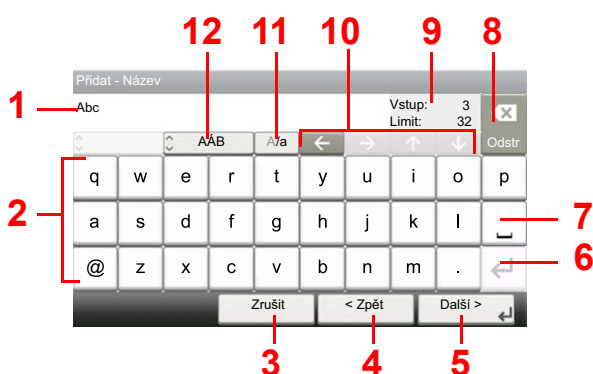 12 11 10 9 8
Přidat - Název
1 Abc Vstup: 3
Limit: 32
AÁB A/a ← → ↑ ↓ Odstr
q w e r t y u i o p
2
a s d f g h j k l 7
@ z x c v b n m . 6
Zrušit < Zpět Další >
3 4 5